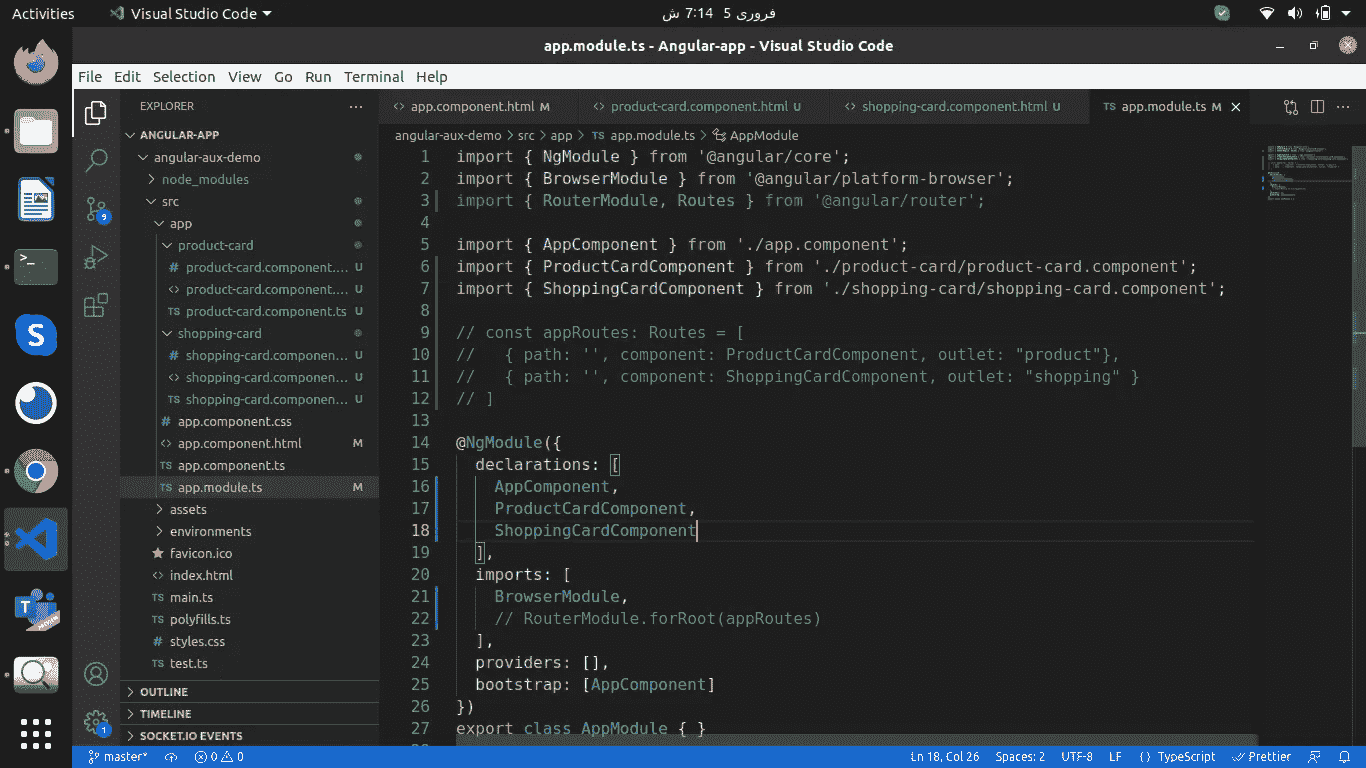 Activities
Visual Studio Code
فروری 5 7:14 ش
app.module.ts - Angular-app - Visual Studio Code
File Edit Selection View Go Run Terminal Help
EXPLORER
ANGULAR-APP
angular-aux-demo
node_modules
src
app
product-card
# product-card.component.... U
<> product-card.component.... U
TS product-card.component.ts U
shopping-card
# shopping-card.componen... U
<> shopping-card.componen... U
TS shopping-card.componen... U
# app.component.css
<> app.component.html M
TS app.component.ts
TS app.module.ts M
assets
environments
favicon.ico
<> index.html
TS main.ts
TS polyfills.ts
# styles.css
TS test.ts
OUTLINE
TIMELINE
SOCKET.IO EVENTS
9
1
<> app.component.html M <> product-card.component.html U <> shopping-card.component.html U TS app.module.ts M
angular-aux-demo > src > app > TS app.module.ts > AppModule
1 import { NgModule } from '@angular/core';
2 import { BrowserModule } from '@angular/platform-browser';
3 import { RouterModule, Routes } from '@angular/router';
4
5 import { AppComponent } from './app.component';
6 import { ProductCardComponent } from './product-card/product-card.component';
7 import { ShoppingCardComponent } from './shopping-card/shopping-card.component';
8
9 // const appRoutes: Routes = [
10 //   { path: '', component: ProductCardComponent, outlet: "product"},
11 //   { path: '', component: ShoppingCardComponent, outlet: "shopping" }
12 // ]
13
14 @NgModule({
15   declarations: [
16     AppComponent,
17     ProductCardComponent,
18     ShoppingCardComponent
19   ],
20   imports: [
21     BrowserModule,
22     // RouterModule.forRoot(appRoutes)
23   ],
24   providers: [],
25   bootstrap: [AppComponent]
26 })
27 export class AppModule { }
master* 0 0 Ln 18, Col 26 Spaces: 2 UTF-8 LF {} TypeScript Prettier